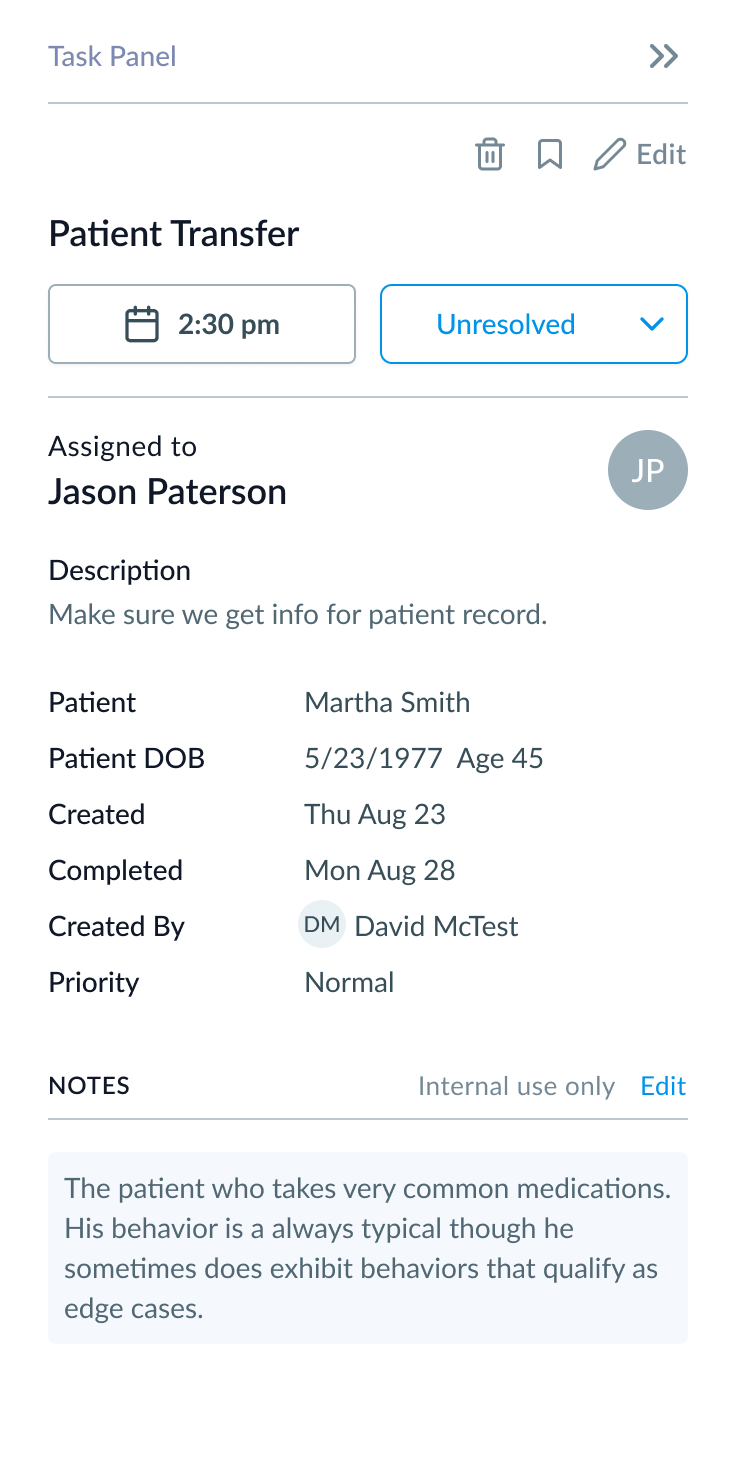 Task Panel
Edit
Patient Transfer
2:30 pm
Unresolved
Assigned to
Jason Paterson
JP
Description
Make sure we get info for patient record.
Patient Martha Smith
Patient DOB 5/23/1977 Age 45
Created Thu Aug 23
Completed Mon Aug 28
Created By DM David McTest
Priority Normal
NOTES Internal use only Edit
The patient who takes very common medications.
His behavior is a always typical though he
sometimes does exhibit behaviors that qualify as
edge cases.